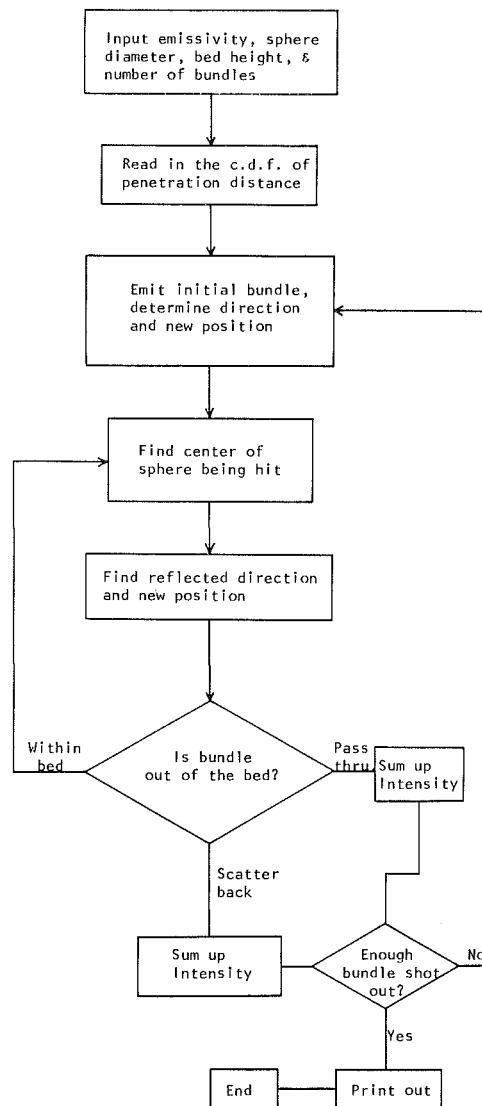 Input emissivity, sphere
diameter, bed height, &
number of bundles
Read in the c.d.f. of
penetration distance
Emit initial bundle,
determine direction
and new position
Find center of
sphere being hit
Find reflected direction
and new position
Within
bed
Is bundle
out of the bed?
Pass
thru
Sum up
Intensity
Scatter
back
Sum up
Intensity
Enough
bundle shot
out?
No
Yes
End
Print out